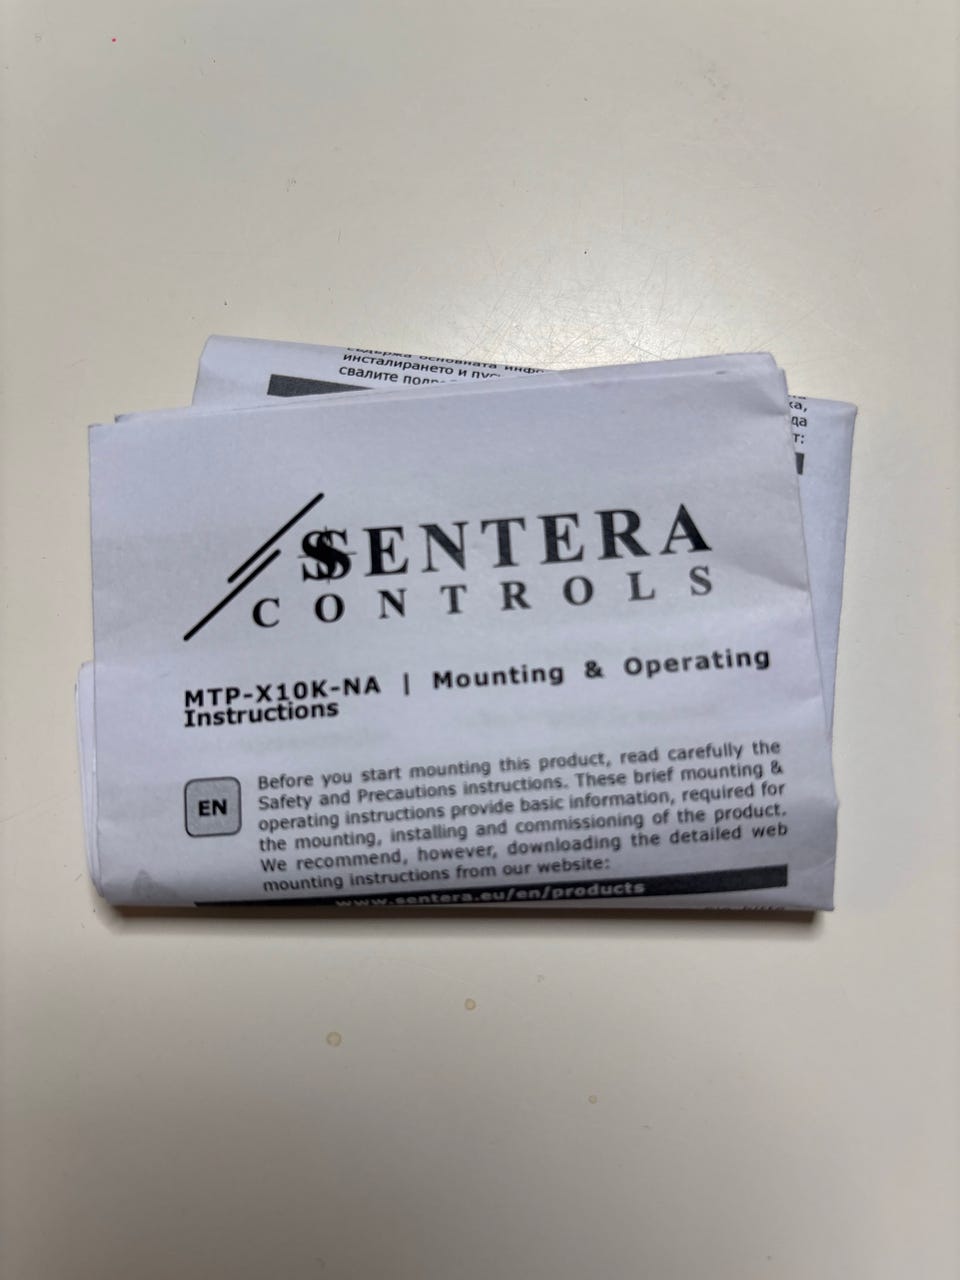 инсталирането и
свалите
ка,
да
т:
SENTERA
CONTROLS
MTP-X10K-NA | Mounting & Operating
Instructions
EN
Before you start mounting this product, read carefully the
Safety and Precautions instructions. These brief mounting &
operating instructions provide basic information, required for
the mounting, installing and commissioning of the product.
We recommend, however, downloading the detailed web
mounting instructions from our website:
www.sentera.eu/en/products